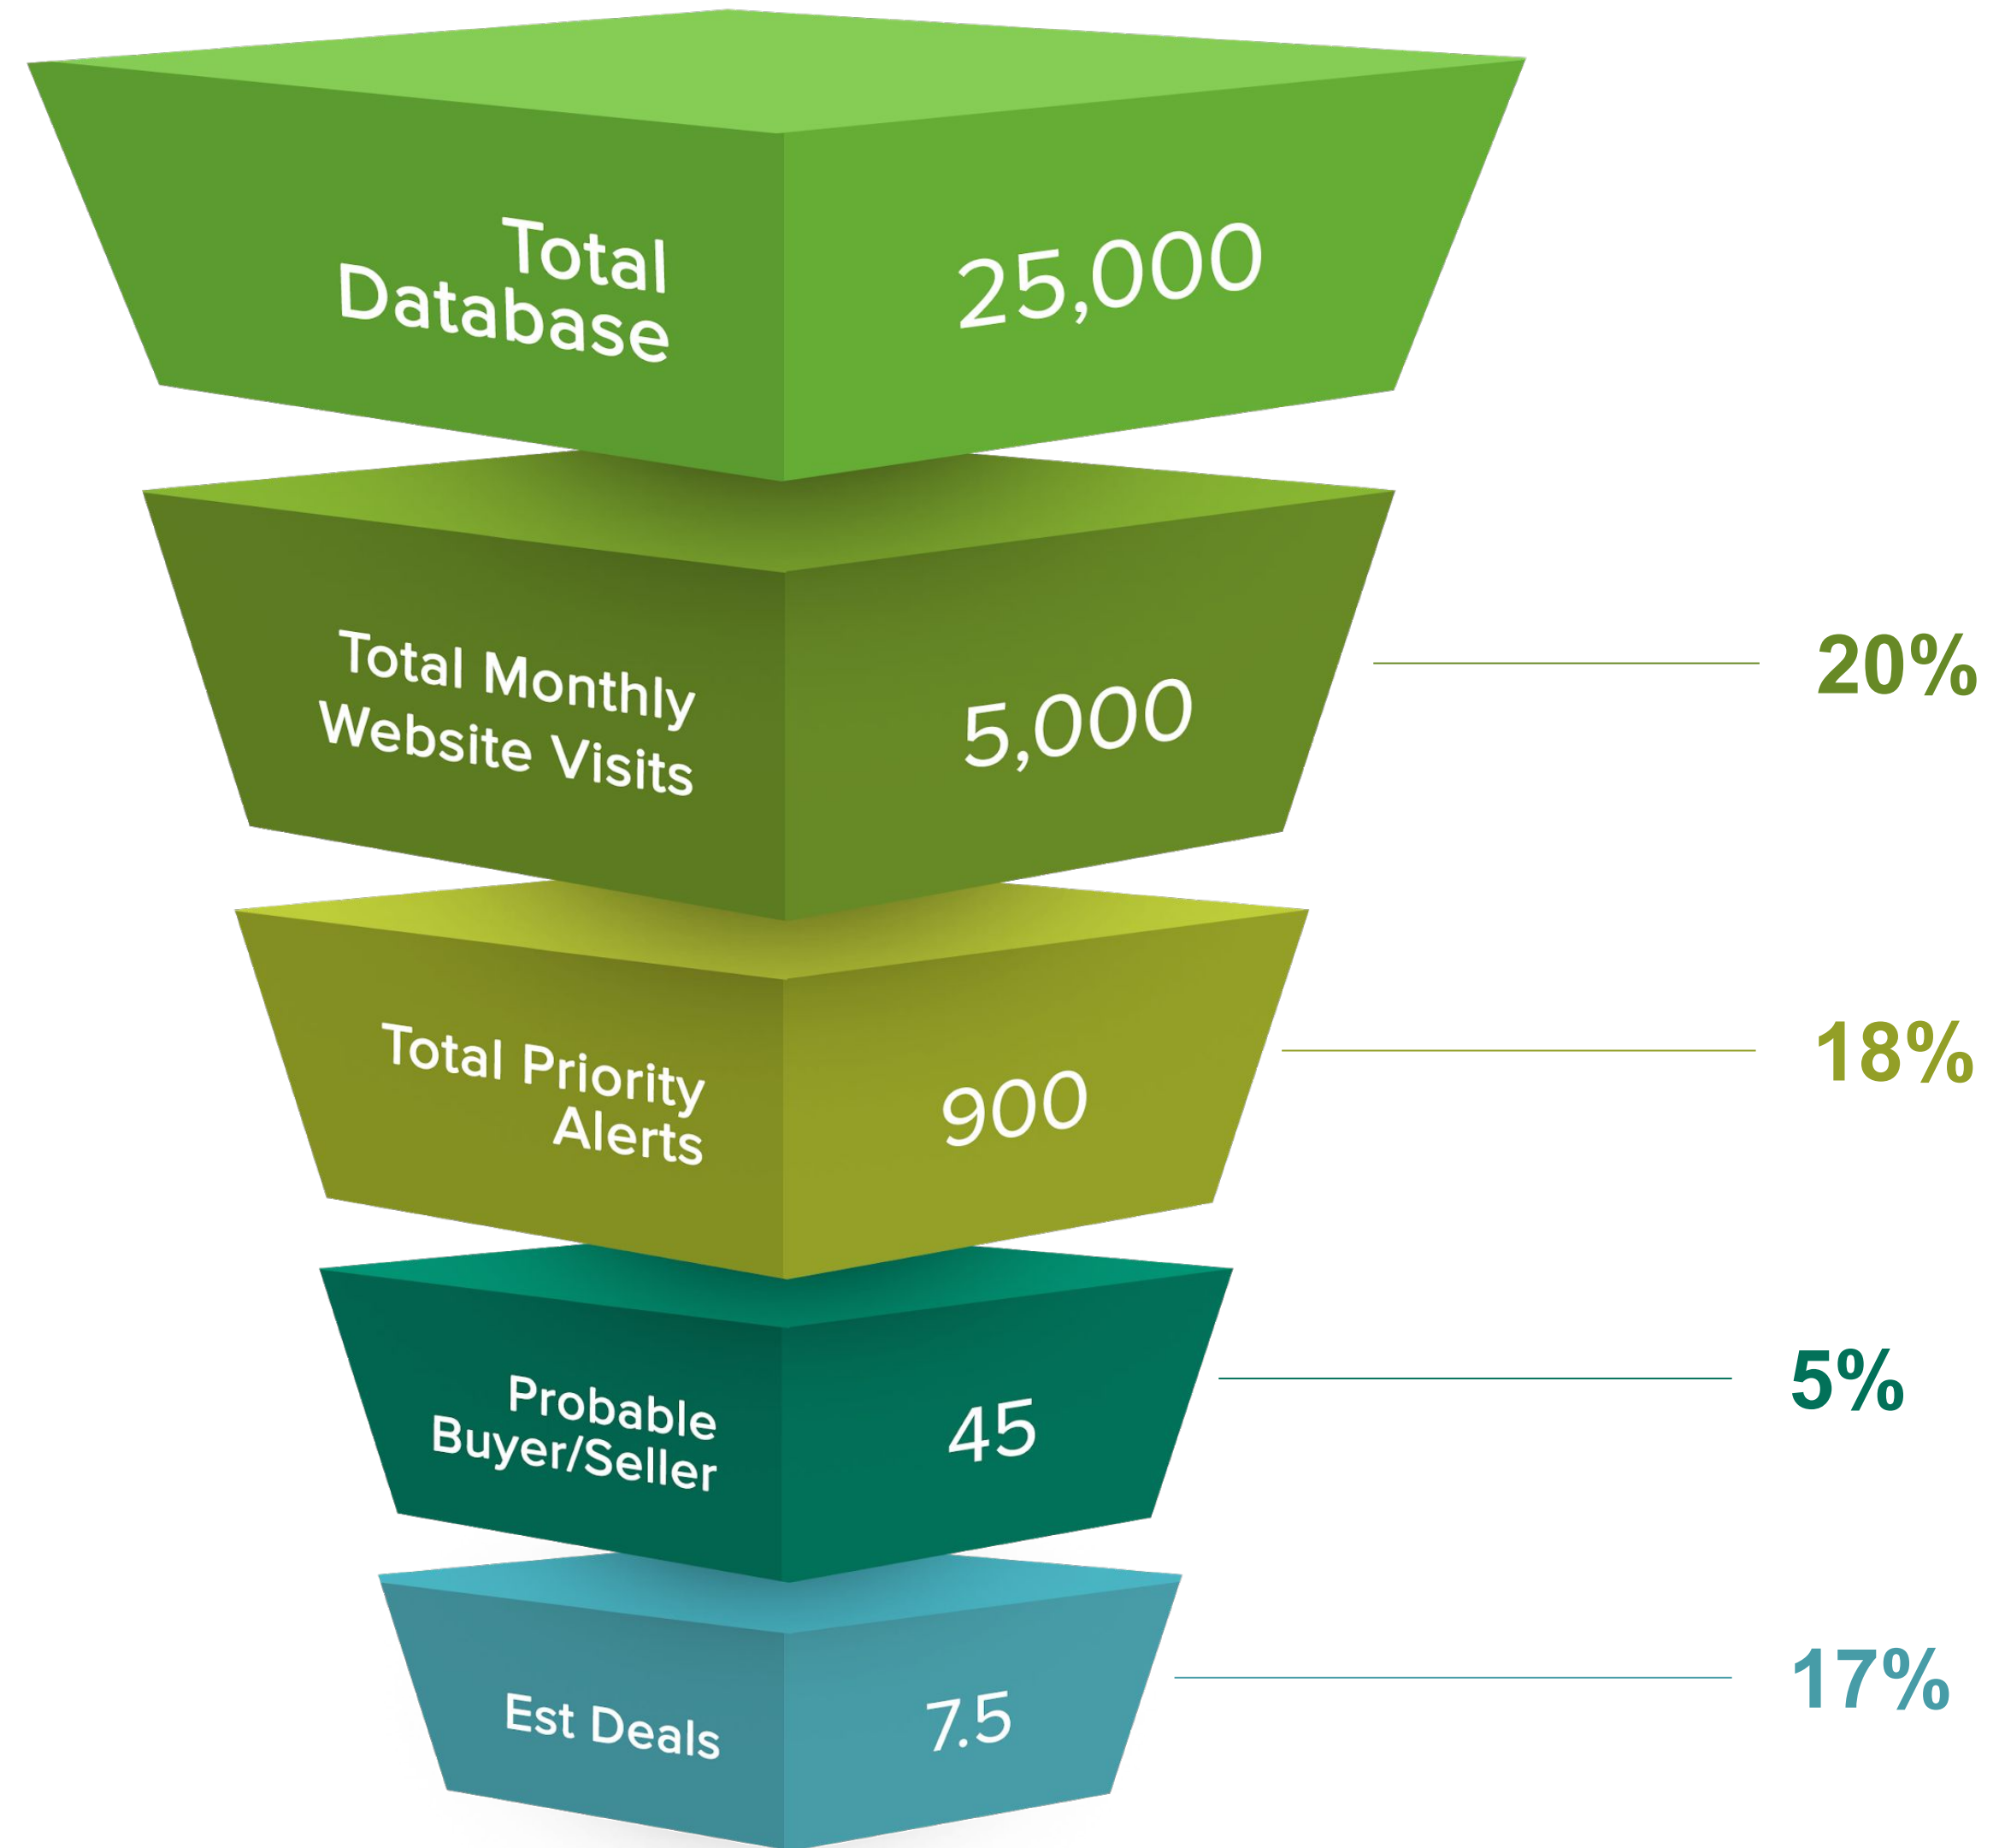 Total
Database
25,000
Total Monthly
Website Visits
5,000
20%
Total Priority
Alerts
900
18%
Probable
Buyer/Seller
45
5%
Est Deals
7.5
17%